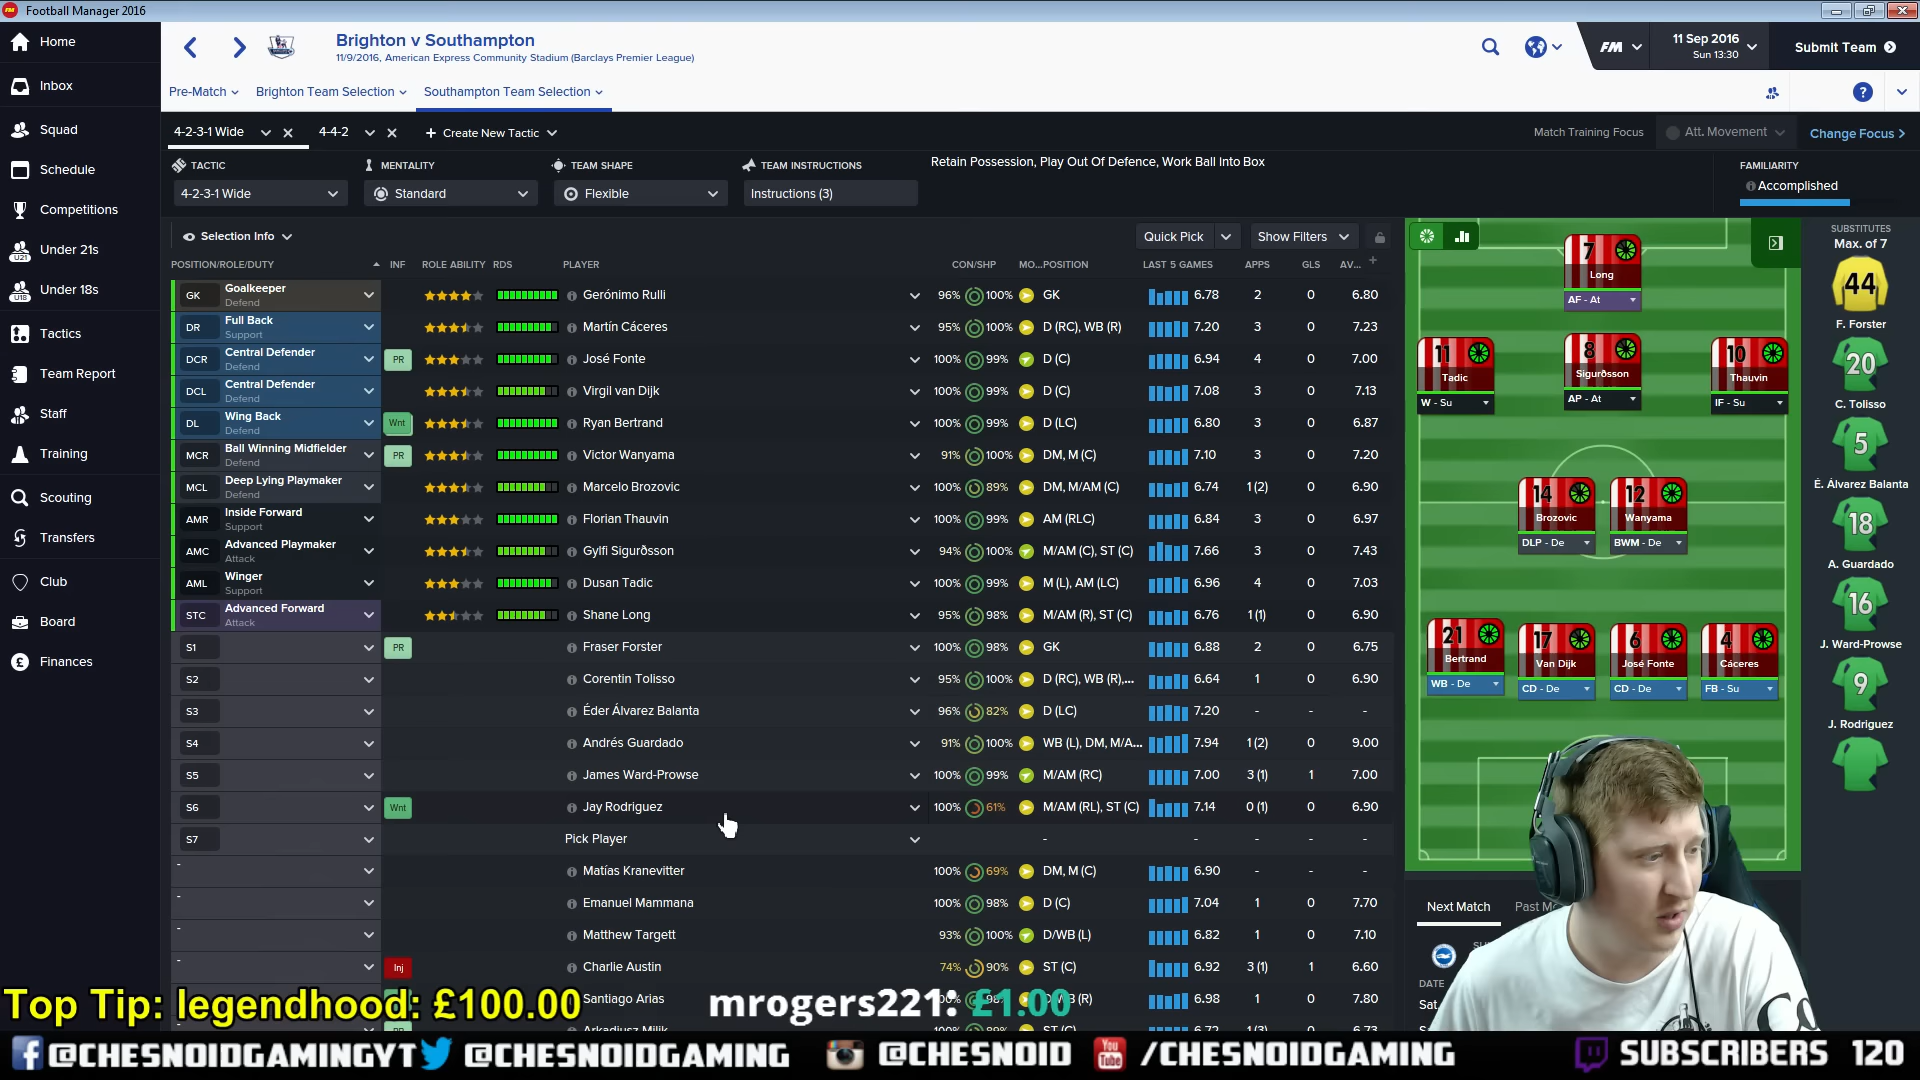 Football Manager 2016
Home
Inbox
Squad
Schedule
Competitions
Under 21s
Under 18s
Tactics
Team Report
Staff
Training
Scouting
Transfers
Club
Board
Finances
Brighton v Southampton
11/9/2016, American Express Community Stadium (Barclays Premier League)
FM
11 Sep 2016
Sun 13:30
Submit Team
Pre-Match Brighton Team Selection Southampton Team Selection
4-2-3-1 Wide 4-4-2 + Create New Tactic
Match Training Focus Att. Movement Change Focus >
TACTIC MENTALITY TEAM SHAPE TEAM INSTRUCTIONS
4-2-3-1 Wide Standard Flexible Instructions (3)
Retain Possession, Play Out Of Defence, Work Ball Into Box
FAMILIARITY
Accomplished
Selection Info Quick Pick Show Filters
POSITION/ROLE/DUTY INF ROLE ABILITY RDS PLAYER CON/SHP MO... POSITION LAST 5 GAMES APPS GLS AV...
GK Goalkeeper Defend Gerónimo Rulli 96% 100% GK 6.78 2 0 6.80
DR Full Back Support Martín Cáceres 95% 100% D (RC), WB (R) 7.20 3 0 7.23
DCR Central Defender Defend PR José Fonte 100% 99% D (C) 6.94 4 0 7.00
DCL Central Defender Defend Virgil van Dijk 100% 99% D (C) 7.08 3 0 7.13
DL Wing Back Defend Wnt Ryan Bertrand 100% 99% D (LC) 6.80 3 0 6.87
MCR Ball Winning Midfielder Defend PR Victor Wanyama 91% 100% DM, M (C) 7.10 3 0 7.20
MCL Deep Lying Playmaker Defend Marcelo Brozovic 100% 89% DM, M/AM (C) 6.74 1 (2) 0 6.90
AMR Inside Forward Support Florian Thauvin 100% 99% AM (RLC) 6.84 3 0 6.97
AMC Advanced Playmaker Attack Gylfi Sigurðsson 94% 100% M/AM (C), ST (C) 7.66 3 0 7.43
AML Winger Support Dusan Tadic 100% 99% M (L), AM (LC) 6.96 4 0 7.03
STC Advanced Forward Attack Shane Long 95% 98% M/AM (R), ST (C) 6.76 1 (1) 0 6.90
S1 PR Fraser Forster 100% 98% GK 6.88 2 0 6.75
S2 Corentin Tolisso 95% 100% D (RC), WB (R),... 6.64 1 0 6.90
S3 Éder Álvarez Balanta 96% 82% D (LC) 7.20 - - -
S4 Andrés Guardado 91% 100% WB (L), DM, M/A... 7.94 1 (2) 0 9.00
S5 James Ward-Prowse 100% 99% M/AM (RC) 7.00 3 (1) 1 7.00
S6 Wnt Jay Rodriguez 100% 61% M/AM (RL), ST (C) 7.14 0 (1) 0 6.90
S7 Pick Player - - - - -
- Matías Kranevitter 100% 69% DM, M (C) 6.90 - - -
- Emanuel Mammana 100% 98% D (C) 7.04 1 0 7.70
- Matthew Targett 93% 100% D/WB (L) 6.82 1 0 7.10
- Inj Charlie Austin 74% 90% ST (C) 6.92 3 (1) 1 6.60
- Santiago Arias (R) 6.98 1 0 7.80
7 Long AF - At
11 Tadic W - Su
8 Sigurðsson AP - At
10 Thauvin IF - Su
14 Brozovic DLP - De
12 Wanyama BWM - De
21 Bertrand WB - De
17 Van Dijk CD - De
6 José Fonte CD - De
4 Cáceres FB - Su
SUBSTITUTES
Max. of 7
44
F. Forster
20
C. Tolisso
5
É. Álvarez Balanta
18
A. Guardado
16
J. Ward-Prowse
9
J. Rodriguez
Next Match
DATE
Sat
Top Tip: legendhood: £100.00
mrogers221: £1.00
@CHESNOIDGAMINGYT @CHESNOIDGAMING @CHESNOID /CHESNOIDGAMING SUBSCRIBERS 120